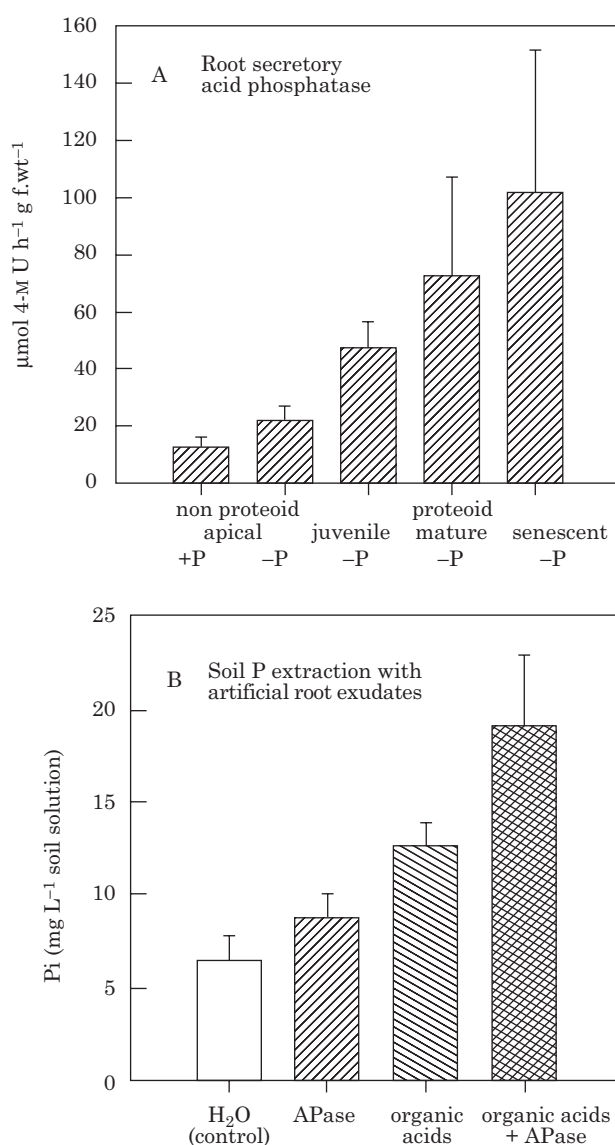 160
140
120
100
80
60
40
20
0
µmol 4-M U h⁻¹ g f.wt⁻¹
A Root secretory
acid phosphatase
non proteoid proteoid
apical juvenile mature senescent
+P –P –P –P –P
25
20
15
10
5
0
Pi (mg L⁻¹ soil solution)
B Soil P extraction with
artificial root exudates
H₂O APase organic organic acids
(control) acids + APase